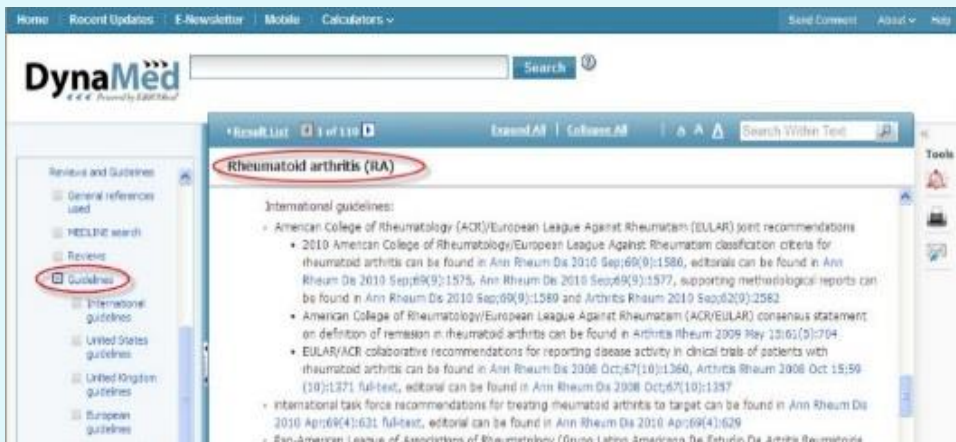 Home Recent Updates E-Newsletter Mobile Calculators Send Comment About Help
DynaMed
Powered by
Search
Result List 1 of 110 Expand All | Collapse All A A A Search Within Text
Tools
Rheumatoid arthritis (RA)
Reviews and Guidelines
General references
used
MEDLINE search
Reviews
Guidelines
International
guidelines
United States
guidelines
United Kingdom
guidelines
European
guidelines
International guidelines:
American College of Rheumatology (ACR)/European League Against Rheumatism (EULAR) joint recommendations
2010 American College of Rheumatology/European League Against Rheumatism classification criteria for
rheumatoid arthritis can be found in Ann Rheum Dis 2010 Sep;69(9):1580, editorials can be found in Ann
Rheum Dis 2010 Sep;69(9):1575, Ann Rheum Dis 2010 Sep;69(9):1577, supporting methodological reports can
be found in Ann Rheum Dis 2010 Sep;69(9):1589 and Arthritis Rheum 2010 Sep;62(9):2582
American College of Rheumatology/European League Against Rheumatism (ACR/EULAR) consensus statement
on definition of remission in rheumatoid arthritis can be found in Arthritis Rheum 2009 May 15;61(5):704
EULAR/ACR collaborative recommendations for reporting disease activity in clinical trials of patients with
rheumatoid arthritis can be found in Ann Rheum Dis 2008 Oct;67(10):1360, Arthritis Rheum 2008 Oct 15;59
(10):1371 full-text, editorial can be found in Ann Rheum Dis 2008 Oct;67(10):1357
international task force recommendations for treating rheumatoid arthritis to target can be found in Ann Rheum Dis
2010 Apr;69(4):631 full-text, editorial can be found in Ann Rheum Dis 2010 Apr;69(4):629
Pan-American League of Associations of Rheumatology (Grupo Latino Americano De Estudio De Artritis Reumatoide